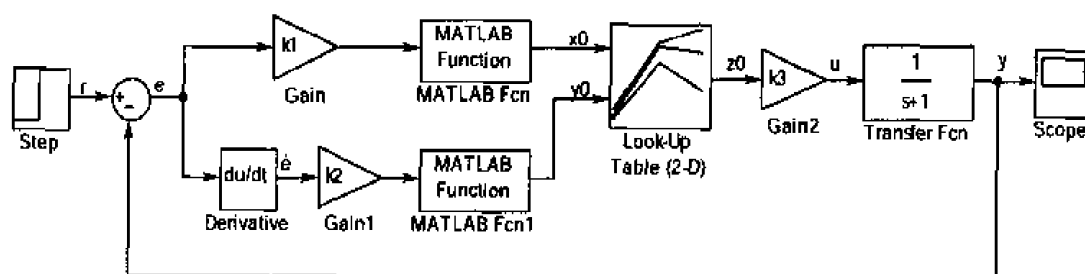 k1
Gain
MATLAB
Function
MATLAB Fcn
x0
y0
Look-Up
Table (2-D)
z0
k3
Gain2
u
1
s+1
Transfer Fcn
y
Scope
Step
r
+
−
e
du/dt
Derivative
ė
k2
Gain1
MATLAB
Function
MATLAB Fcn1